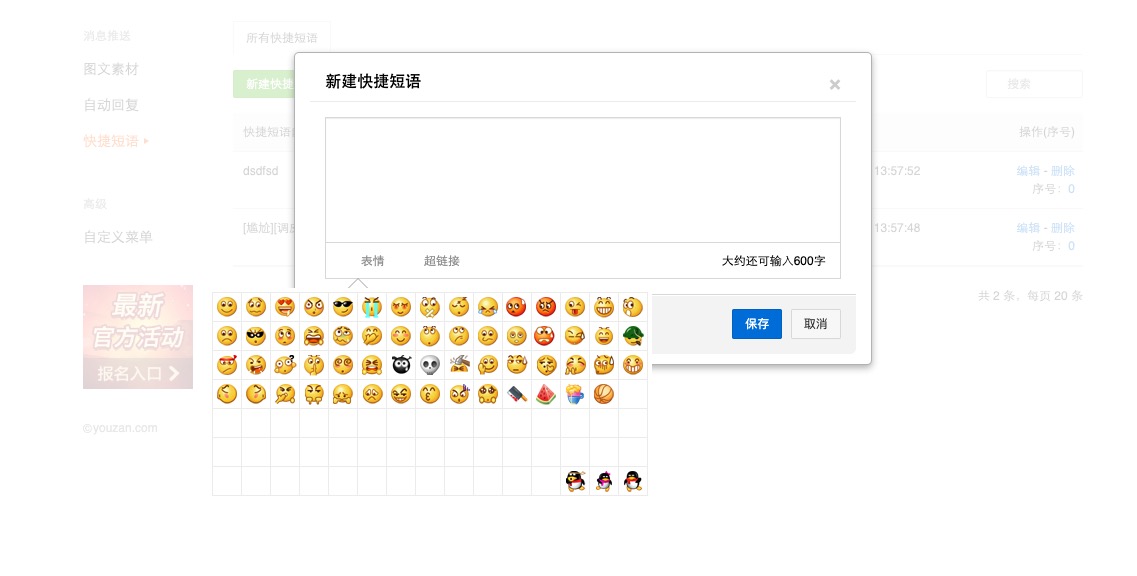 消息推送
图文素材
自动回复
快捷短语
高级
自定义菜单
最新
官方活动
报名入口
©youzan.com
所有快捷短语
新建快捷
搜索
快捷短语
操作(序号)
dsdfsd
13:57:52
编辑 - 删除
序号: 0
[尴尬][调
13:57:48
编辑 - 删除
序号: 0
共 2 条, 每页 20 条
新建快捷短语
×
表情
超链接
大约还可输入600字
保存
取消